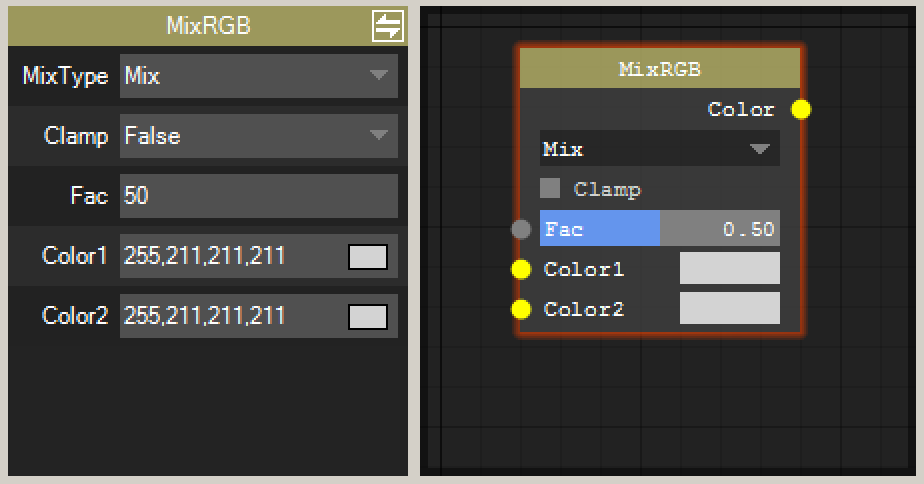 MixRGB
MixType Mix
Clamp False
Fac 50
Color1 255,211,211,211
Color2 255,211,211,211
MixRGB
Color
Mix
Clamp
Fac 0.50
Color1
Color2